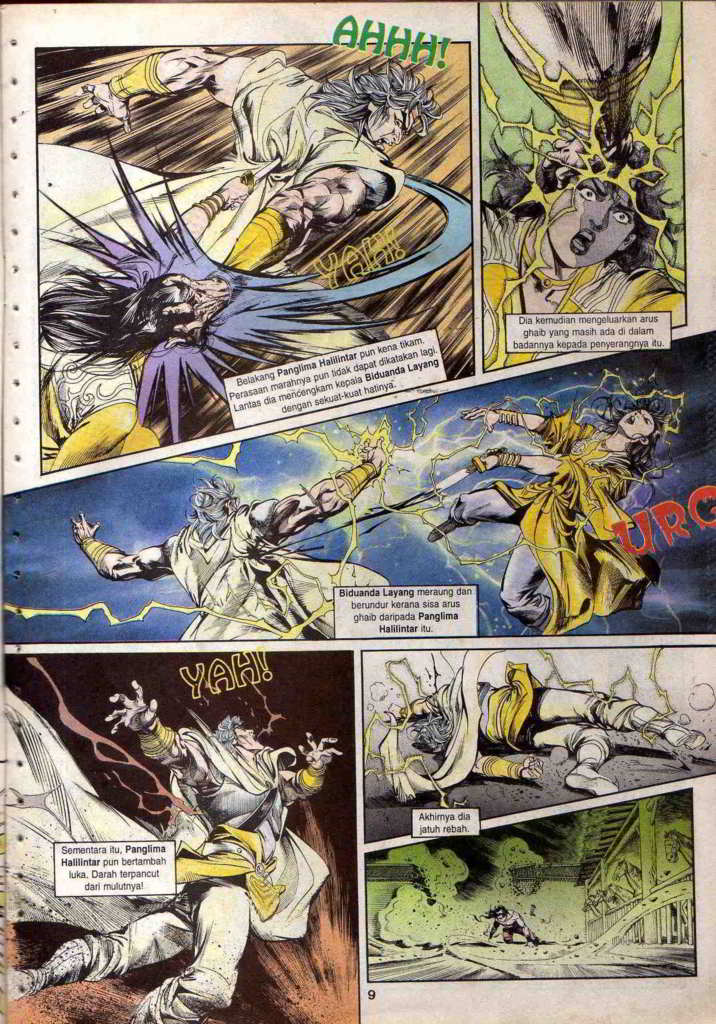 AHHH!
YAH!
Belakang Panglima Halilintar pun kena tikam.
Perasaan marahnya pun tidak dapat dikatakan lagi.
Lantas dia mencengkam kepala Biduanda Layang
dengan sekuat-kuat hatinya.
Dia kemudian mengeluarkan arus
ghaib yang masih ada di dalam
badannya kepada penyerangnya itu.
URG
Biduanda Layang meraung dan
berundur kerana sisa arus
ghaib daripada Panglima
Halilintar itu.
YAH!
Sementara itu, Panglima
Halilintar pun bertambah
luka. Darah terpancut
dari mulutnya!
Akhirnya dia
jatuh rebah.
9